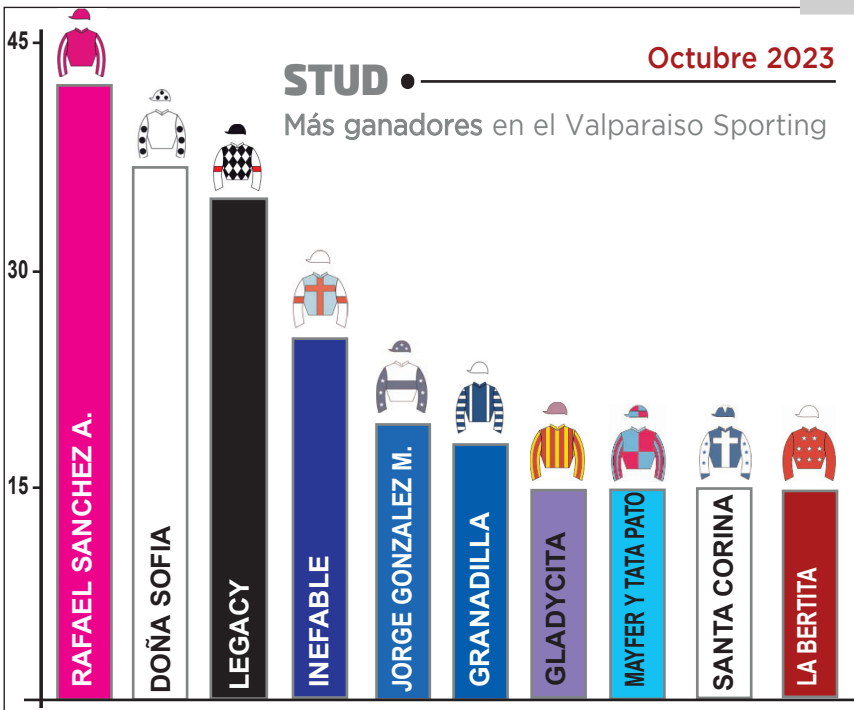 STUD
Octubre 2023
Más ganadores en el Valparaiso Sporting
45
30
15
RAFAEL SANCHEZ A.
DOÑA SOFIA
LEGACY
INEFABLE
JORGE GONZALEZ M.
GRANADILLA
GLADYCITA
MAYFER Y TATA PATO
SANTA CORINA
LA BERTITA